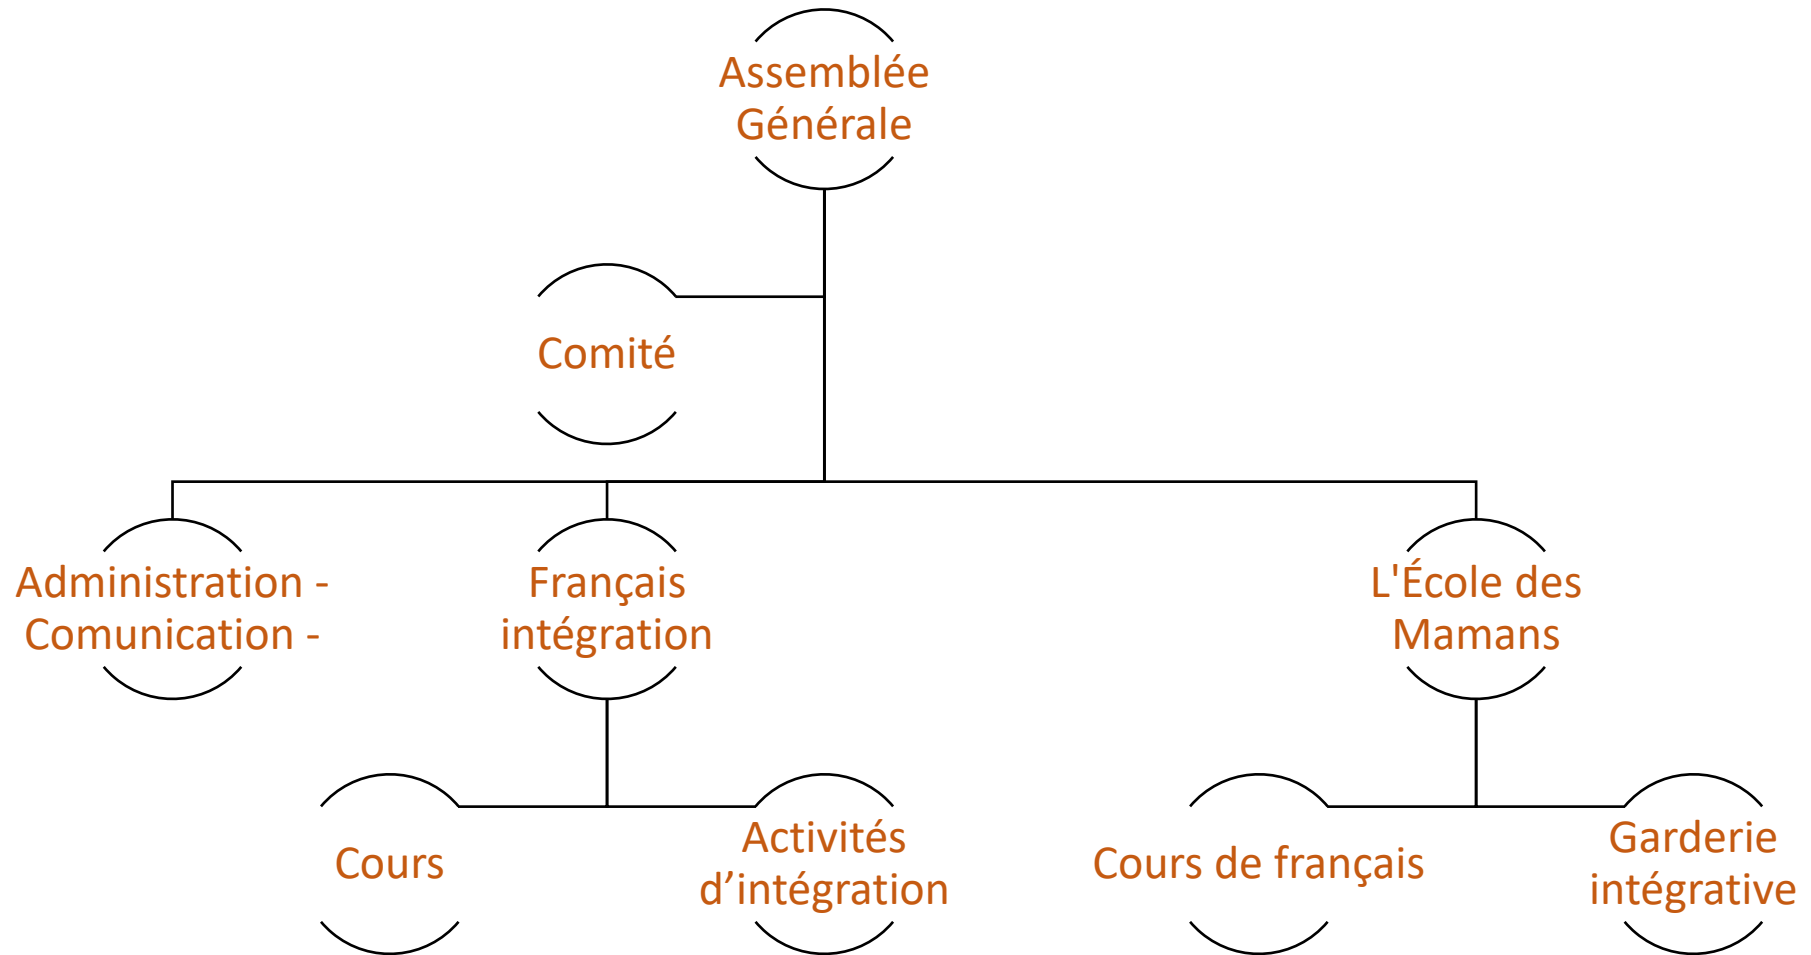 Assemblée
Générale
Comité
Administration -
Comunication -
Français
intégration
L'École des
Mamans
Cours
Activités
d’intégration
Cours de français
Garderie
intégrative